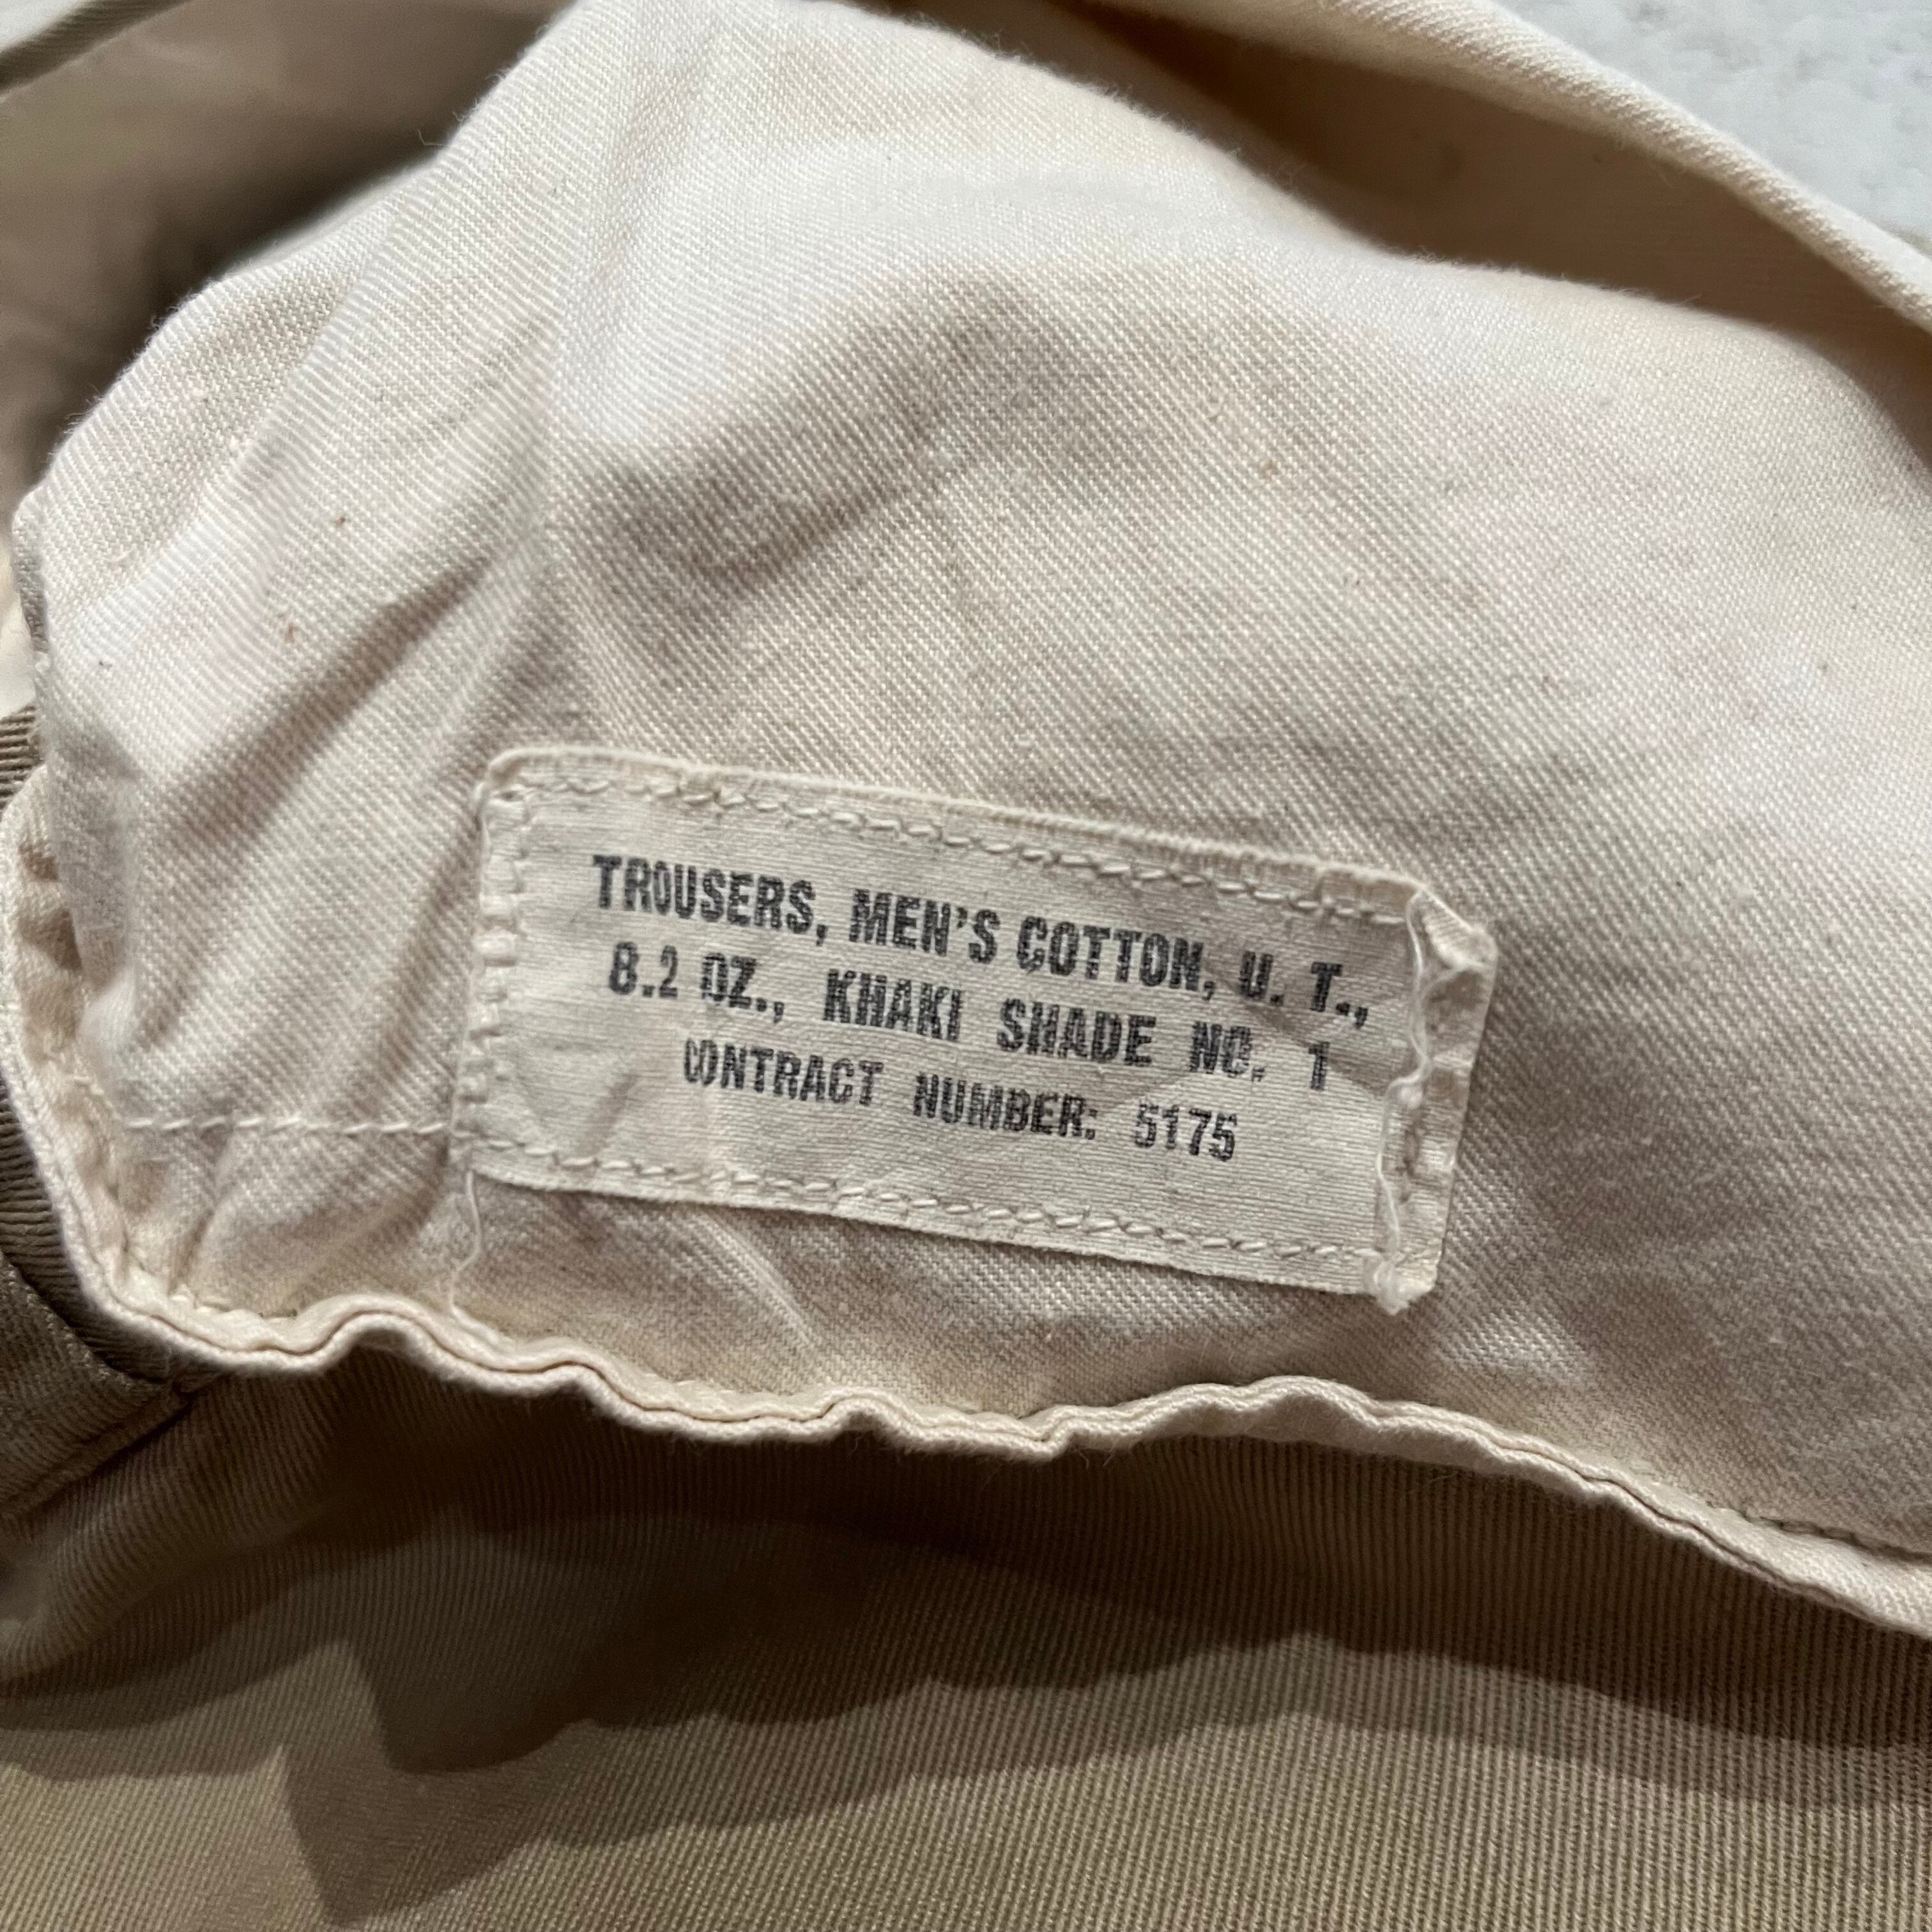 TROUSERS, MEN'S COTTON, U. T.,
8.2 OZ., KHAKI SHADE NO. 1
CONTRACT NUMBER: 5175